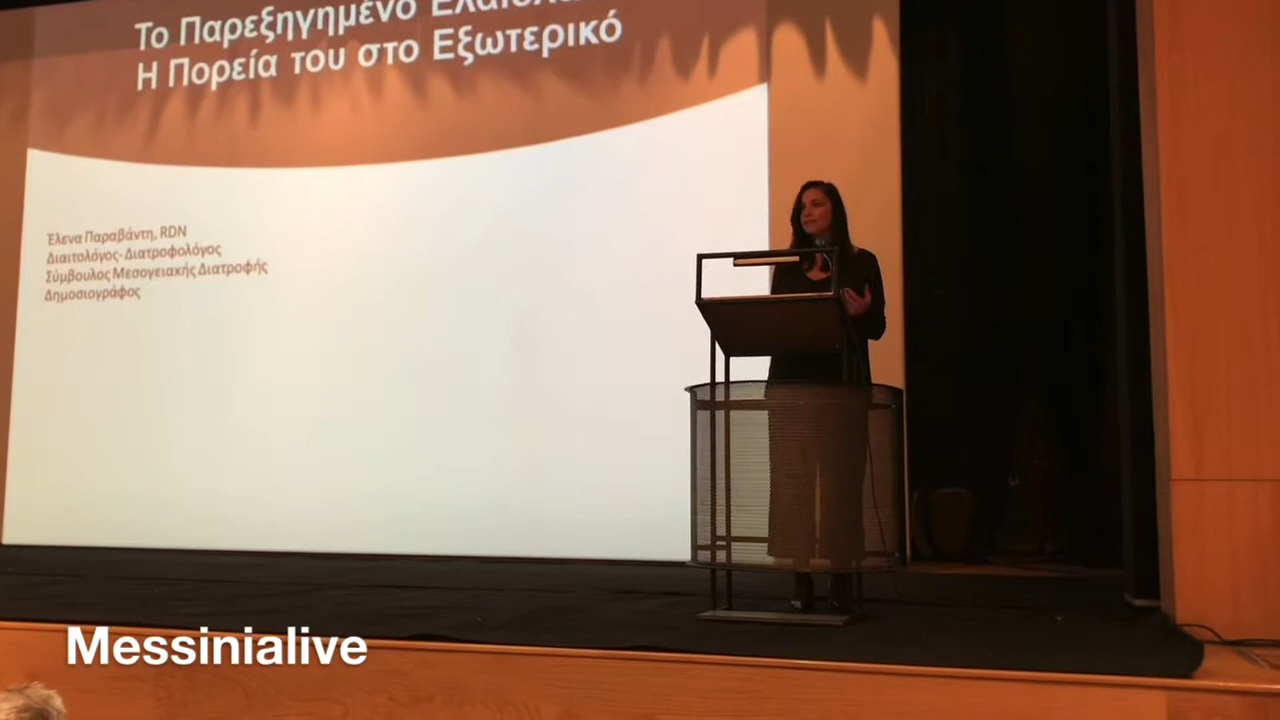 Το Παρεξηγημένο
Η Πορεία του στο Εξωτερικό
Έλενα Παραβάντη, RDN
Διαιτολόγος- Διατροφολόγος
Σύμβουλος Μεσογειακής Διατροφής
Δημοσιογράφος
Messinialive